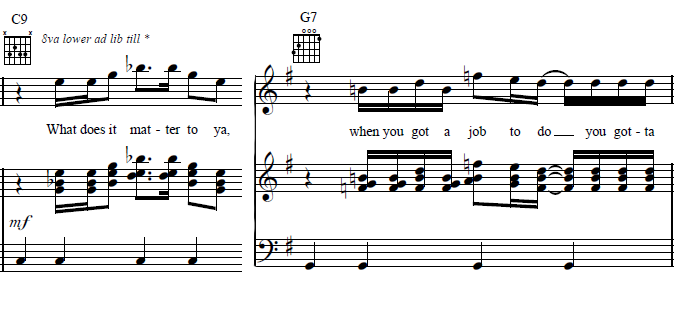 C9
G7
8va lower ad lib till *
What does it mat - ter to ya,
when you got a job to do you got - ta
mf